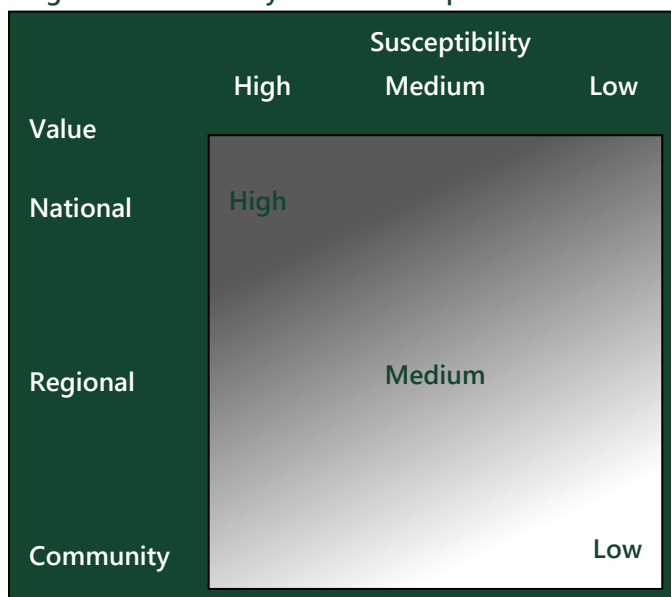 Susceptibility
High Medium Low
Value
National High
Regional Medium
Community Low